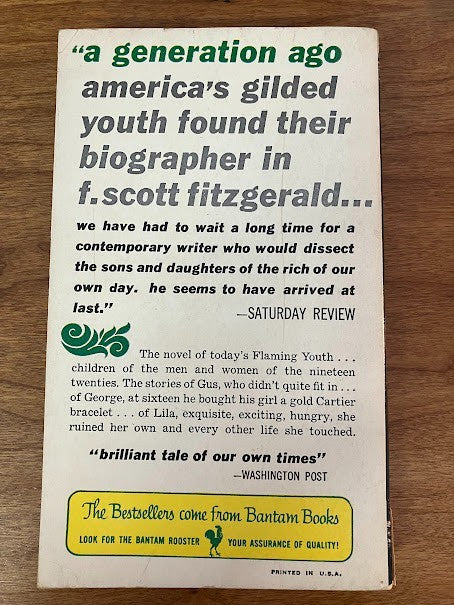 “a generation ago
america’s gilded
youth found their
biographer in
f.scott fitzgerald...
we have had to wait a long time for a
contemporary writer who would dissect
the sons and daughters of the rich of our
own day. he seems to have arrived at
last.”
—SATURDAY REVIEW
The novel of today’s Flaming Youth . . .
children of the men and women of the nineteen
twenties. The stories of Gus, who didn’t quite fit in . . .
of George, at sixteen he bought his girl a gold Cartier
bracelet . . . of Lila, exquisite, exciting, hungry, she
ruined her own and every other life she touched.
“brilliant tale of our own times”
—WASHINGTON POST
The Bestsellers come from Bantam Books
LOOK FOR THE BANTAM ROOSTER YOUR ASSURANCE OF QUALITY!
PRINTED IN U.S.A.